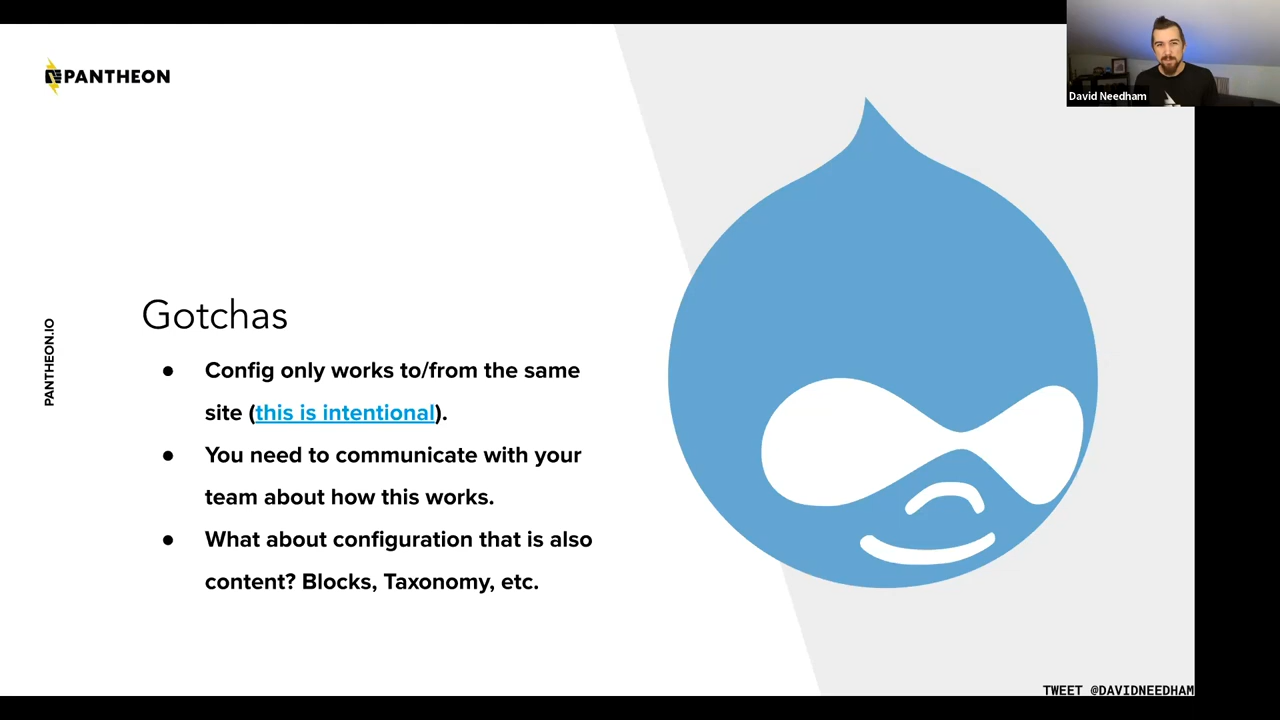 PANTHEON
David Needham
PANTHEON.IO
Gotchas
● Config only works to/from the same
site (this is intentional).
● You need to communicate with your
team about how this works.
● What about configuration that is also
content? Blocks, Taxonomy, etc.
TWEET @DAVIDNEEDHAM